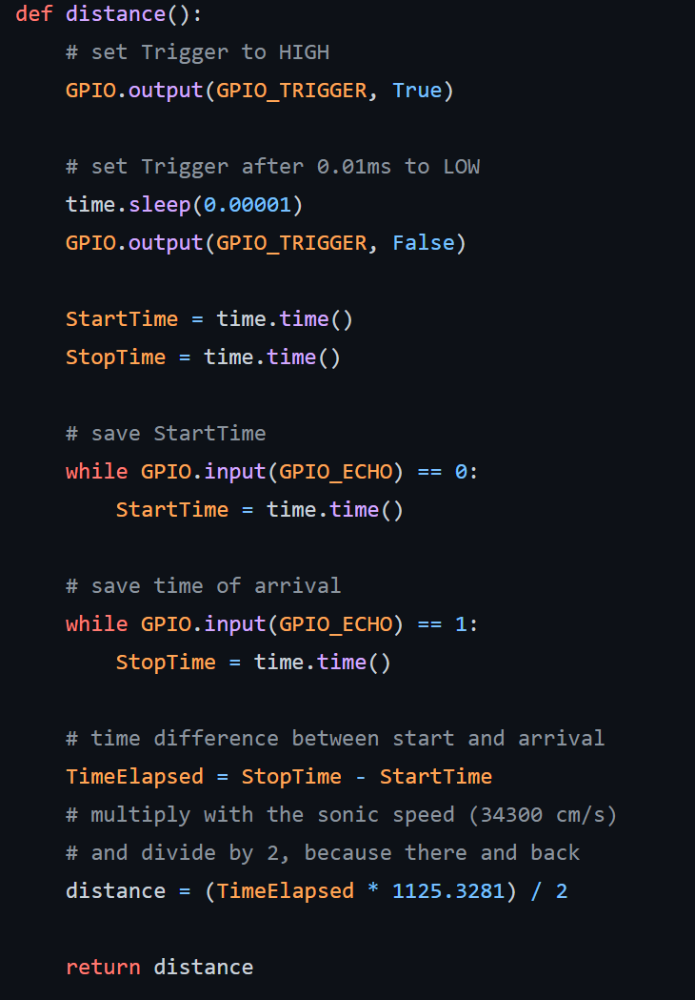 def distance():
    # set Trigger to HIGH
    GPIO.output(GPIO_TRIGGER, True)

    # set Trigger after 0.01ms to LOW
    time.sleep(0.00001)
    GPIO.output(GPIO_TRIGGER, False)

    StartTime = time.time()
    StopTime = time.time()

    # save StartTime
    while GPIO.input(GPIO_ECHO) == 0:
        StartTime = time.time()

    # save time of arrival
    while GPIO.input(GPIO_ECHO) == 1:
        StopTime = time.time()

    # time difference between start and arrival
    TimeElapsed = StopTime - StartTime
    # multiply with the sonic speed (34300 cm/s)
    # and divide by 2, because there and back
    distance = (TimeElapsed * 1125.3281) / 2

    return distance